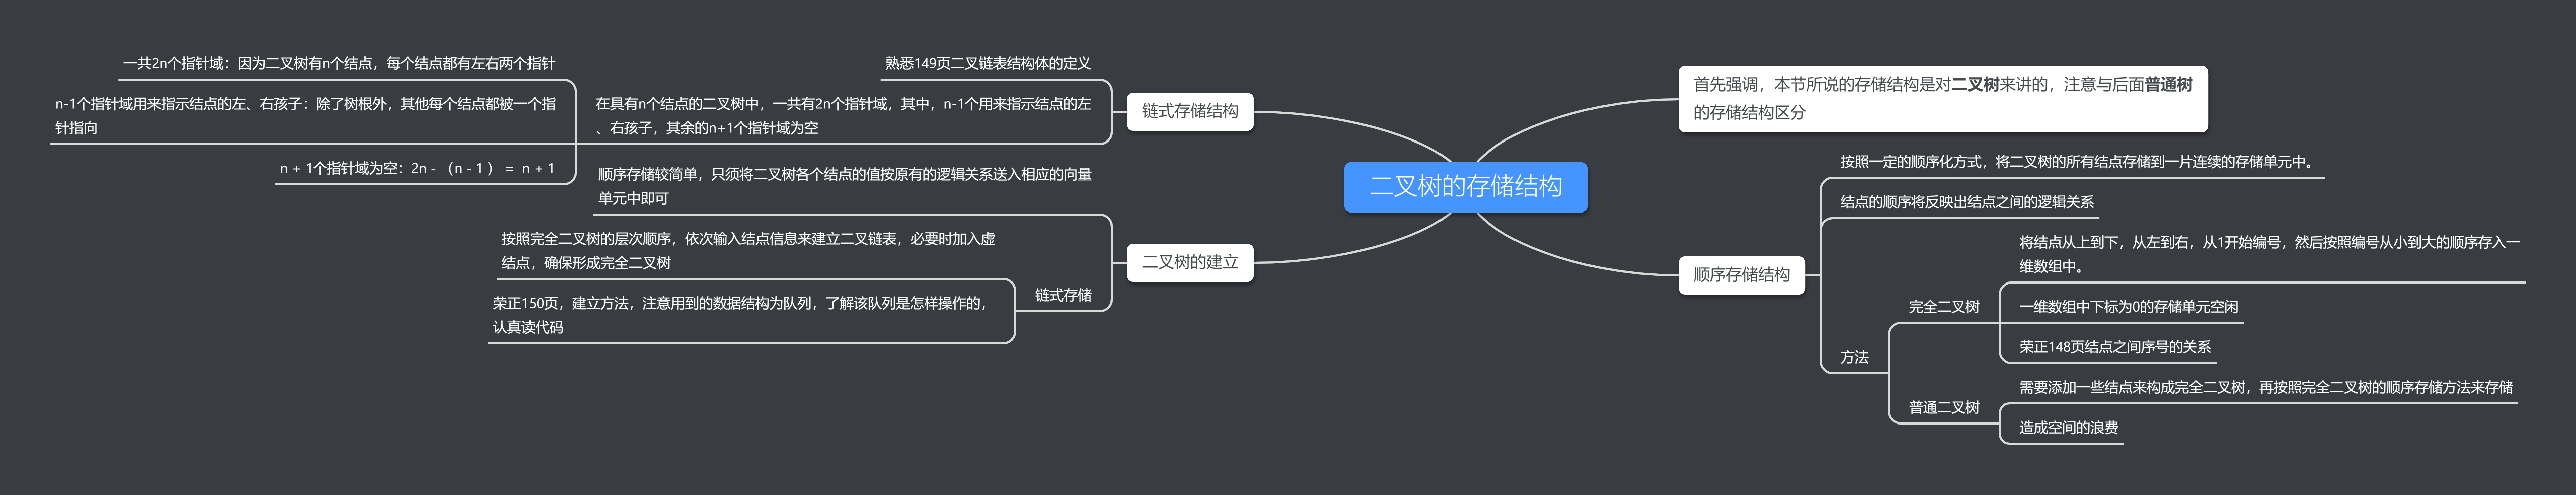 二叉树的存储结构
首先强调，本节所说的存储结构是对二叉树来讲的，注意与后面普通树
的存储结构区分
顺序存储结构
按照一定的顺序化方式，将二叉树的所有结点存储到一片连续的存储单元中。
结点的顺序将反映出结点之间的逻辑关系
方法
完全二叉树
将结点从上到下，从左到右，从1开始编号，然后按照编号从小到大的顺序存入一
维数组中。
一维数组中下标为0的存储单元空闲
荣正148页结点之间序号的关系
普通二叉树
需要添加一些结点来构成完全二叉树，再按照完全二叉树的顺序存储方法来存储
造成空间的浪费
链式存储结构
熟悉149页二叉链表结构体的定义
在具有n个结点的二叉树中，一共有2n个指针域，其中，n-1个用来指示结点的左
、右孩子，其余的n+1个指针域为空
一共2n个指针域：因为二叉树有n个结点，每个结点都有左右两个指针
n-1个指针域用来指示结点的左、右孩子：除了树根外，其他每个结点都被一个指
针指向
n + 1个指针域为空：2n -（n - 1 ） = n + 1
二叉树的建立
顺序存储较简单，只须将二叉树各个结点的值按原有的逻辑关系送入相应的向量
单元中即可
链式存储
按照完全二叉树的层次顺序，依次输入结点信息来建立二叉链表，必要时加入虚
结点，确保形成完全二叉树
荣正150页，建立方法，注意用到的数据结构为队列，了解该队列是怎样操作的，
认真读代码